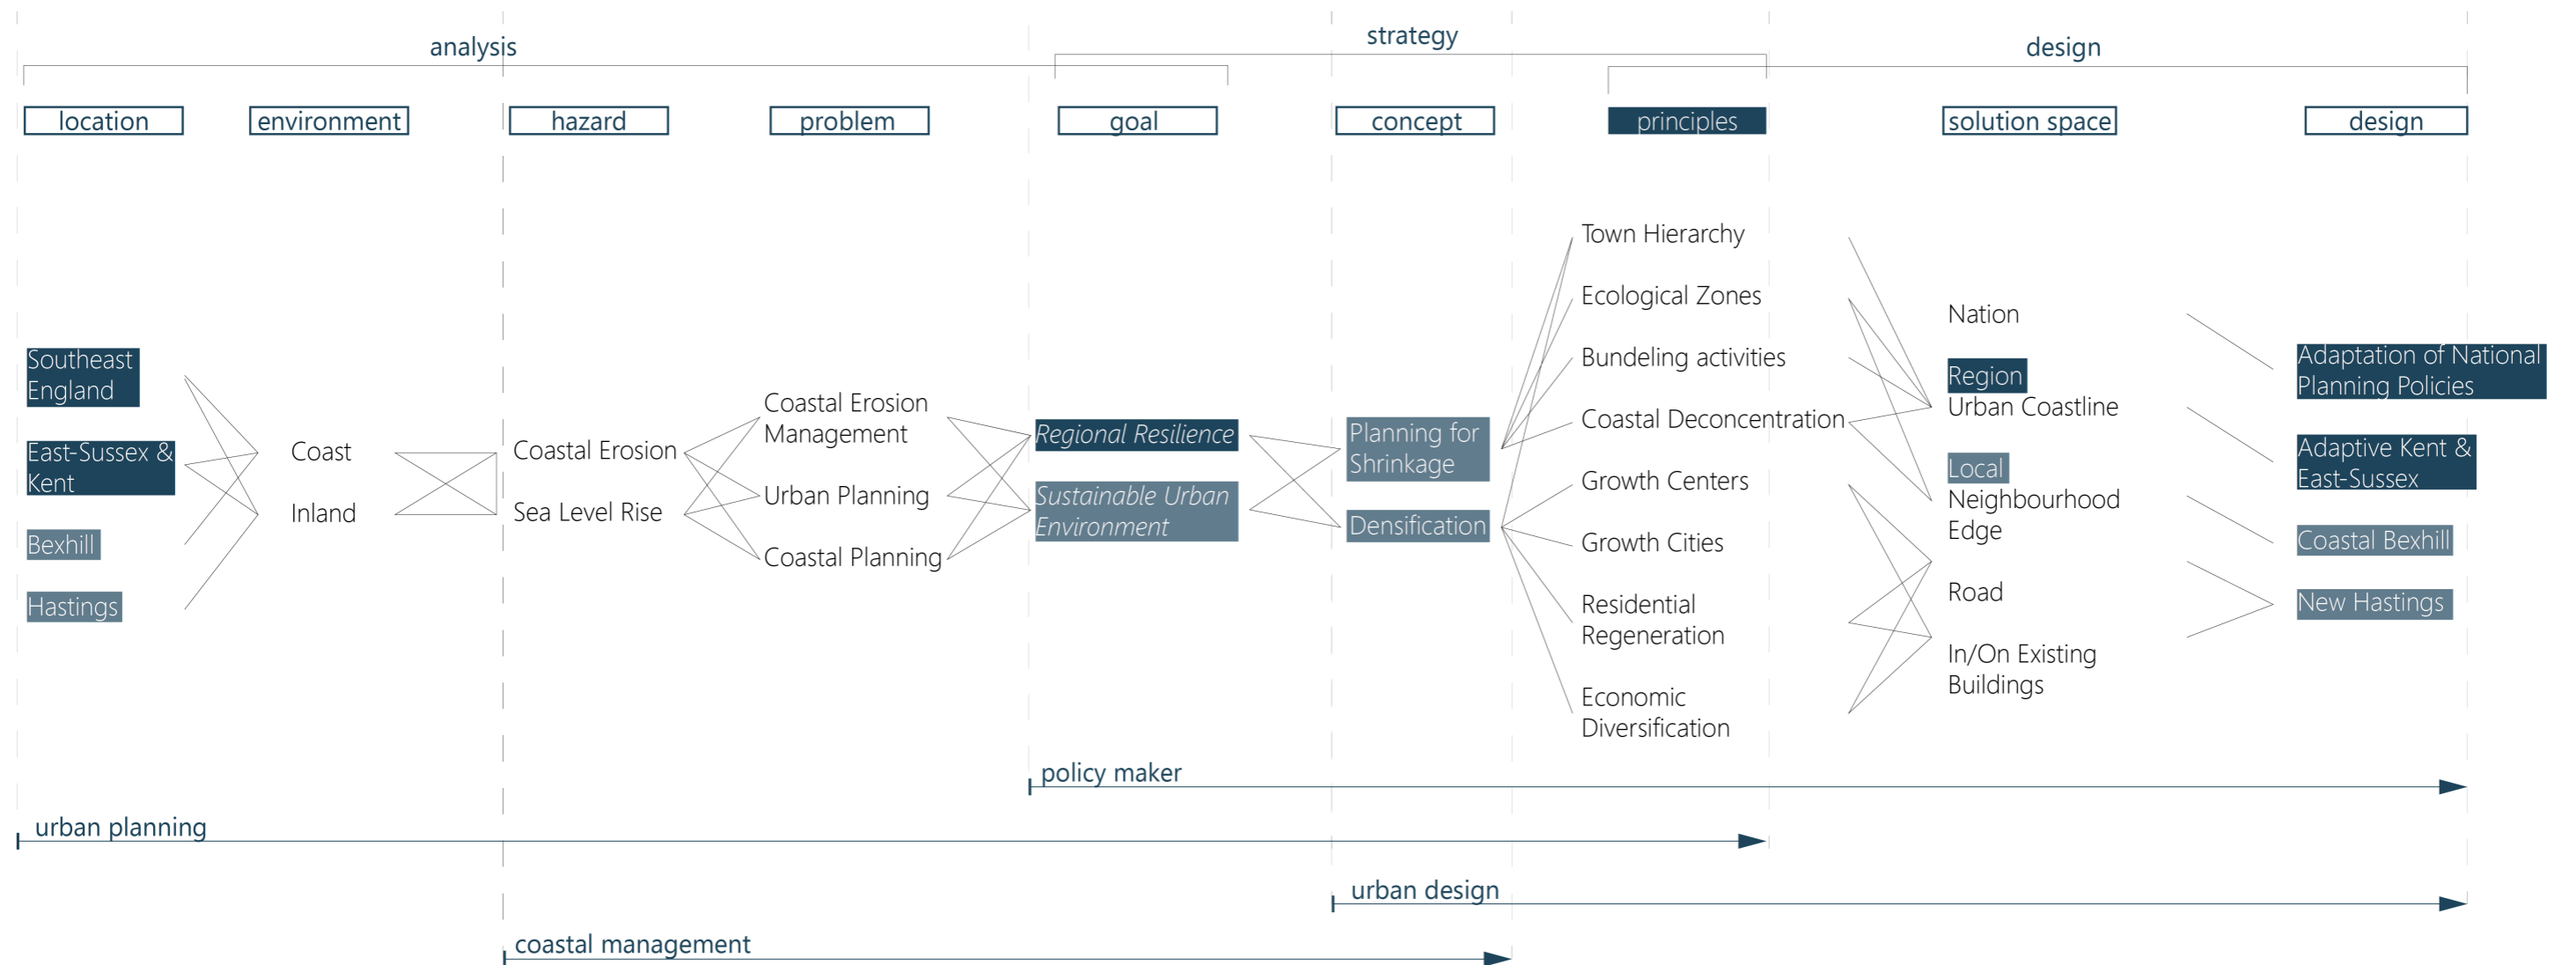 analysis
strategy
design
location
environment
hazard
problem
goal
concept
principles
solution space
design
Southeast
England
East-Sussex &
Kent
Bexhill
Hastings
Coast
Inland
Coastal Erosion
Sea Level Rise
Coastal Erosion
Management
Urban Planning
Coastal Planning
Regional Resilience
Sustainable Urban
Environment
Planning for
Shrinkage
Densification
Town Hierarchy
Ecological Zones
Bundeling activities
Coastal Deconcentration
Growth Centers
Growth Cities
Residential
Regeneration
Economic
Diversification
Nation
Region
Urban Coastline
Local
Neighbourhood
Edge
Road
In/On Existing
Buildings
Adaptation of National
Planning Policies
Adaptive Kent &
East-Sussex
Coastal Bexhill
New Hastings
policy maker
urban planning
urban design
coastal management